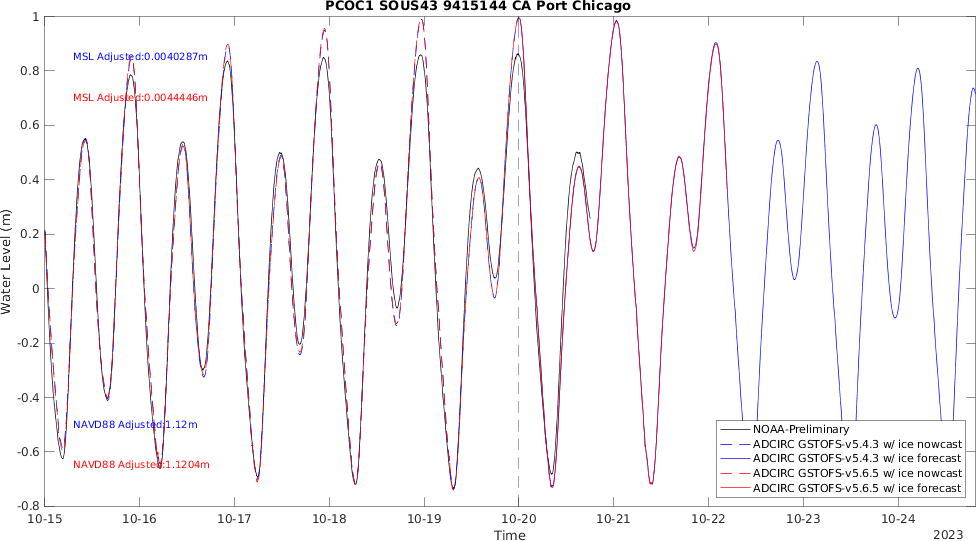 PCOC1 SOUS43 9415144 CA Port Chicago
1
0.8
0.6
0.4
0.2
0
-0.2
-0.4
-0.6
-0.8
Water Level (m)
MSL Adjusted:0.0040287m
MSL Adjusted:0.0044446m
NAVD88 Adjusted:1.12m
NAVD88 Adjusted:1.1204m
NOAA-Preliminary
ADCIRC GSTOFS-v5.4.3 w/ ice nowcast
ADCIRC GSTOFS-v5.4.3 w/ ice forecast
ADCIRC GSTOFS-v5.6.5 w/ ice nowcast
ADCIRC GSTOFS-v5.6.5 w/ ice forecast
10-15 10-16 10-17 10-18 10-19 10-20 10-21 10-22 10-23 10-24
Time
2023